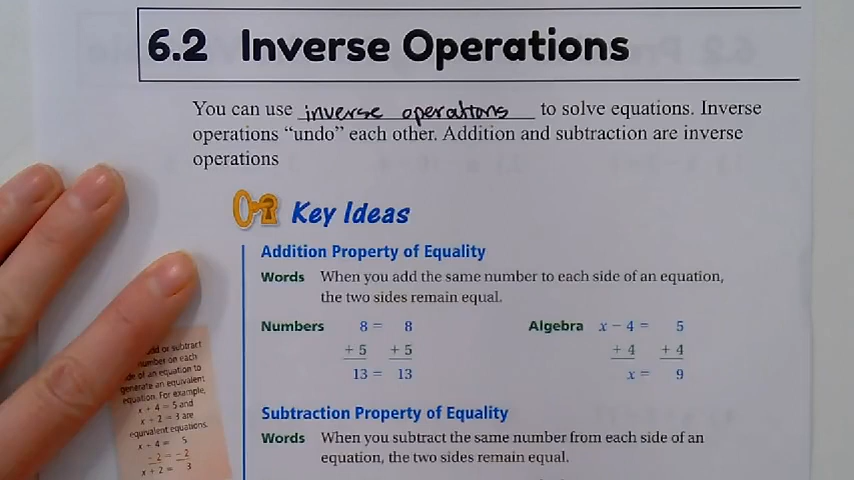 6.2 Inverse Operations
You can use inverse operations to solve equations. Inverse
operations “undo” each other. Addition and subtraction are inverse
operations
Key Ideas
Addition Property of Equality
Words When you add the same number to each side of an equation,
the two sides remain equal.
Numbers 8 = 8 Algebra x − 4 = 5
+ 5 + 5 + 4 + 4
13 = 13 x = 9
Subtraction Property of Equality
Words When you subtract the same number from each side of an
equation, the two sides remain equal.
or subtract
number on each
of an equation to
generate an equivalent
equation. For example,
x + 4 = 5 and
x + 2 = 3 are
equivalent equations.
x + 4 = 5
− 2 = − 2
x + 2 = 3